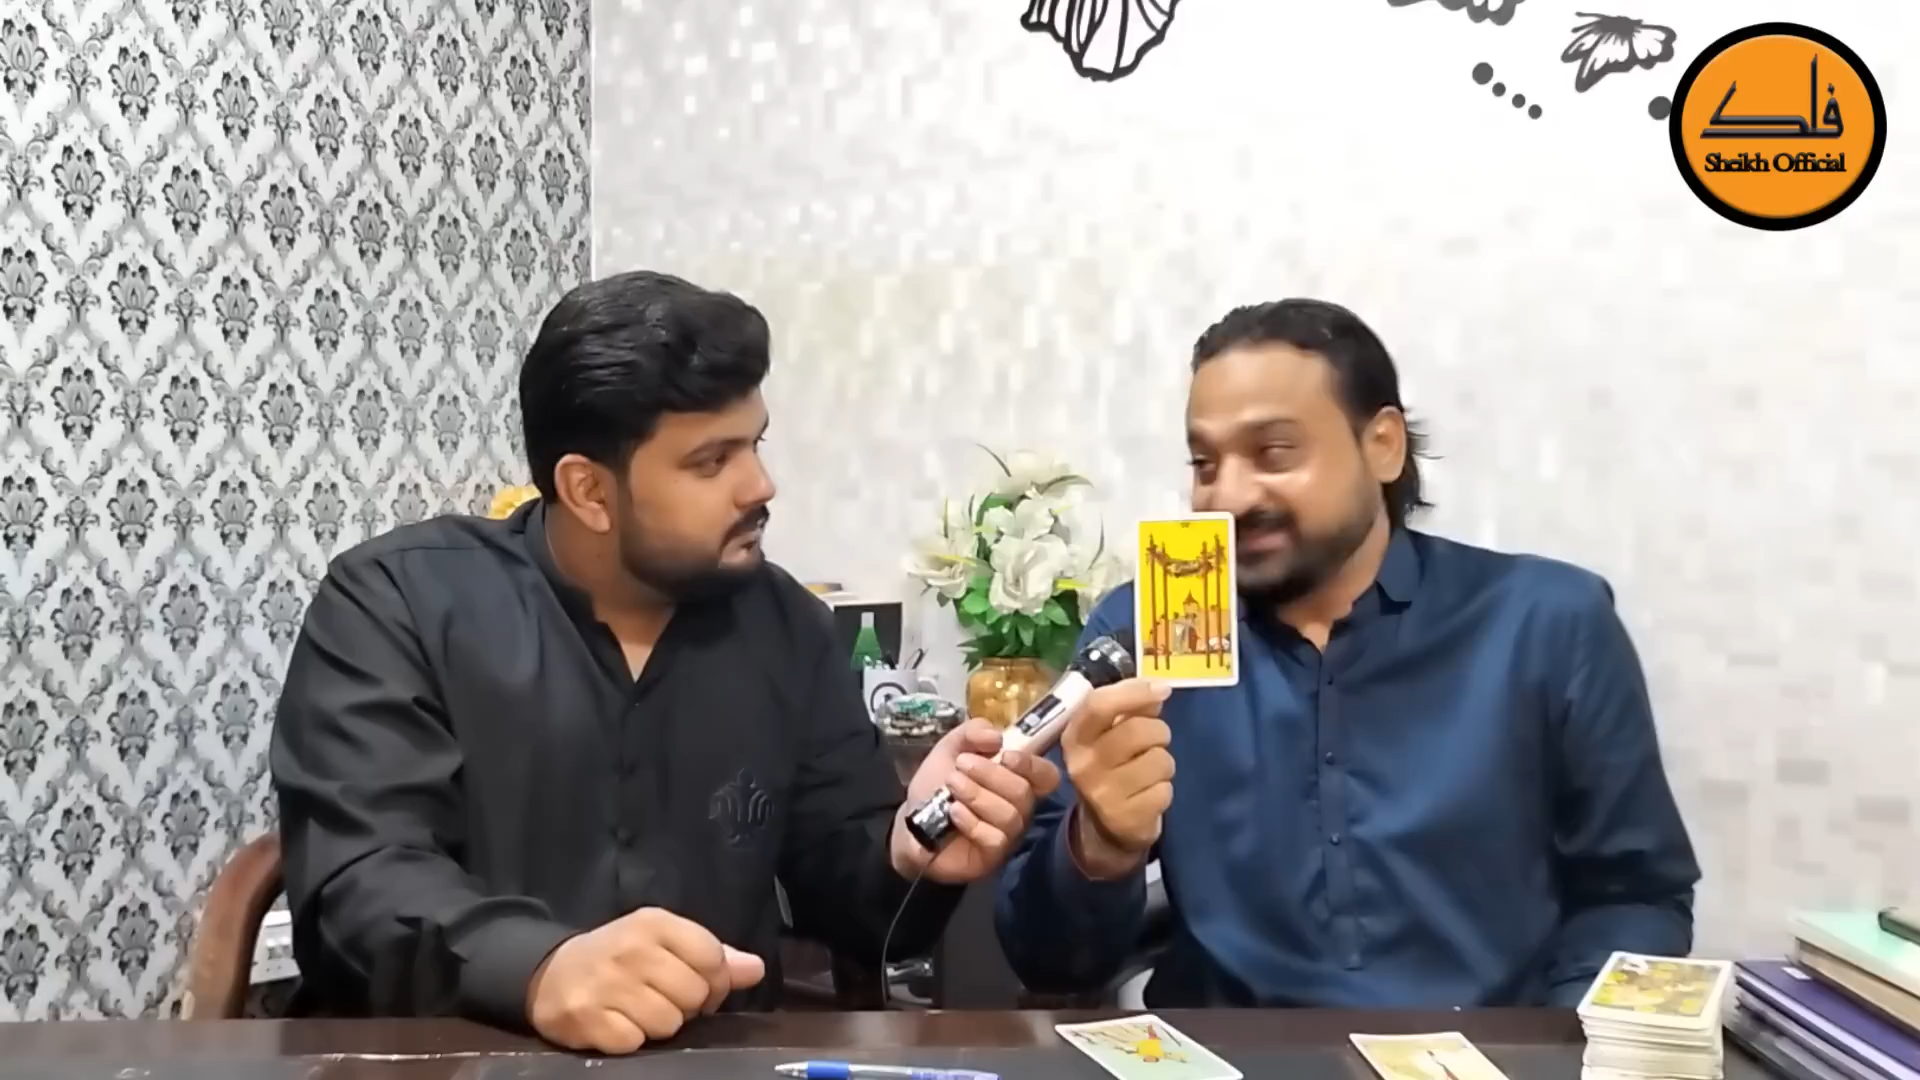 فلک
Sheikh Official